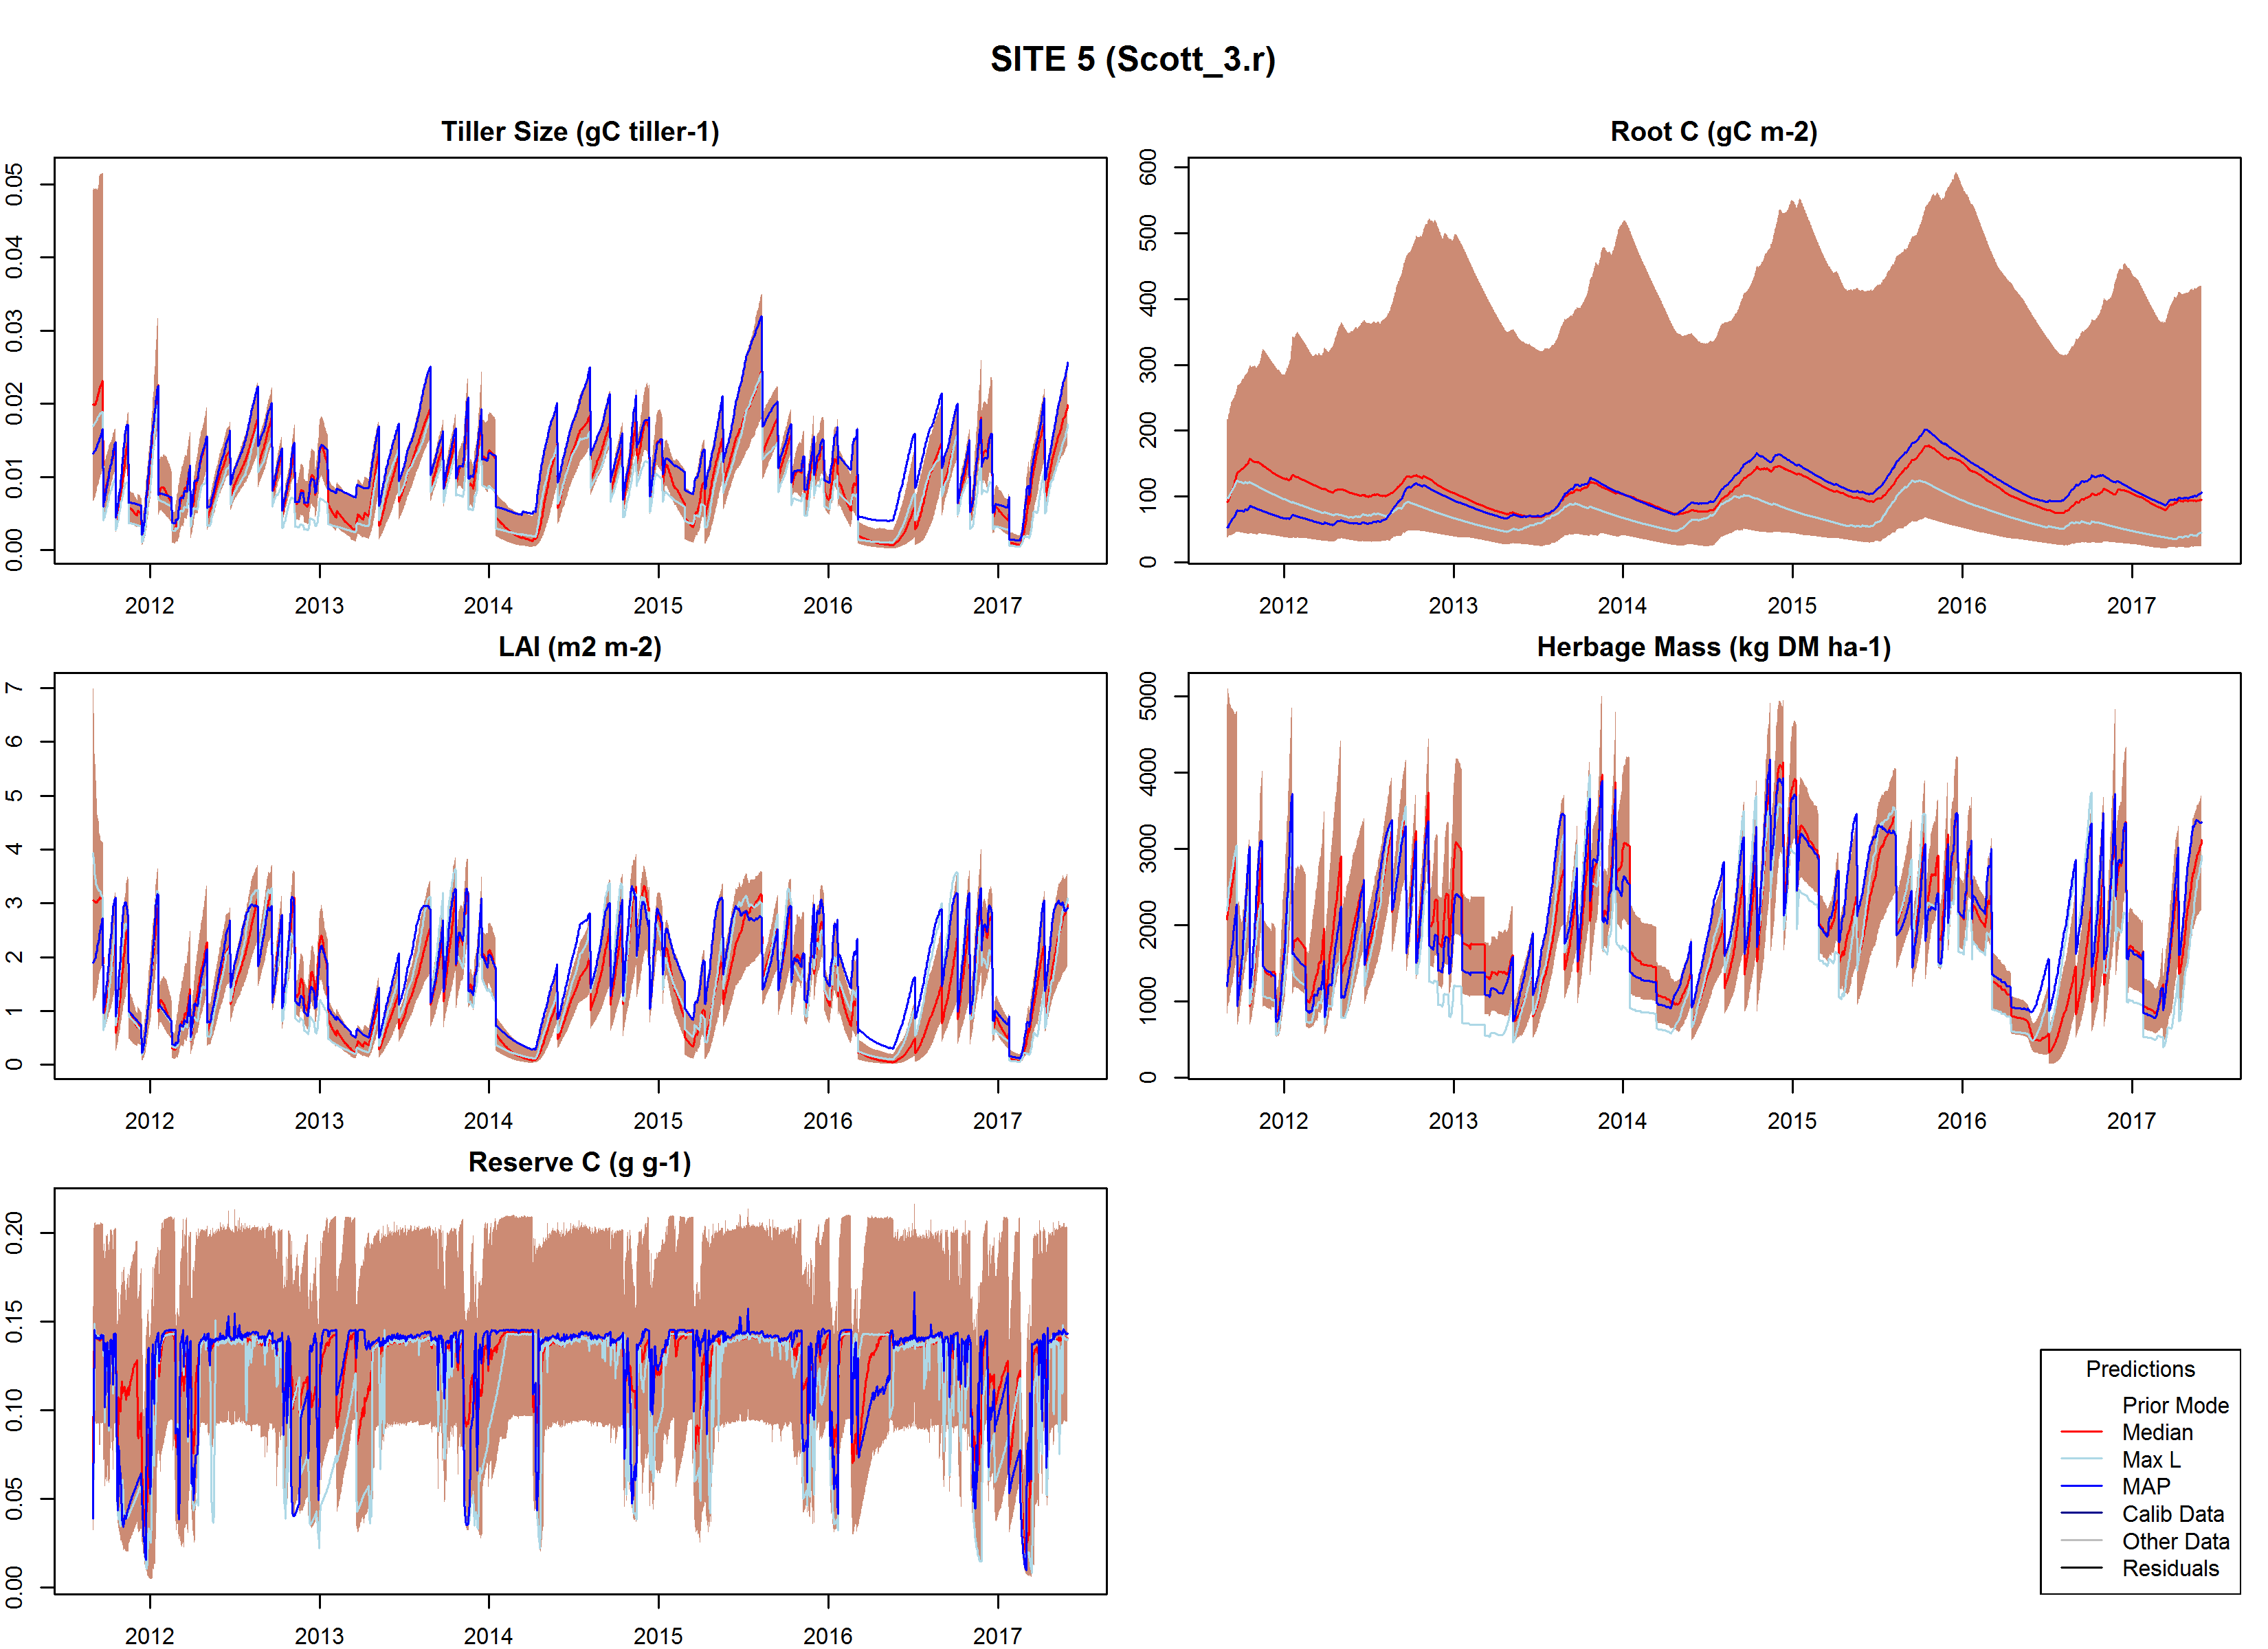 SITE 5 (Scott_3.r)
Tiller Size (gC tiller-1)
0.00 0.01 0.02 0.03 0.04 0.05
2012 2013 2014 2015 2016 2017
Root C (gC m-2)
0 100 200 300 400 500 600
2012 2013 2014 2015 2016 2017
LAI (m2 m-2)
0 1 2 3 4 5 6 7
2012 2013 2014 2015 2016 2017
Herbage Mass (kg DM ha-1)
0 1000 2000 3000 4000 5000
2012 2013 2014 2015 2016 2017
Reserve C (g g-1)
0.00 0.05 0.10 0.15 0.20
2012 2013 2014 2015 2016 2017
Predictions
Prior Mode
Median
Max L
MAP
Calib Data
Other Data
Residuals